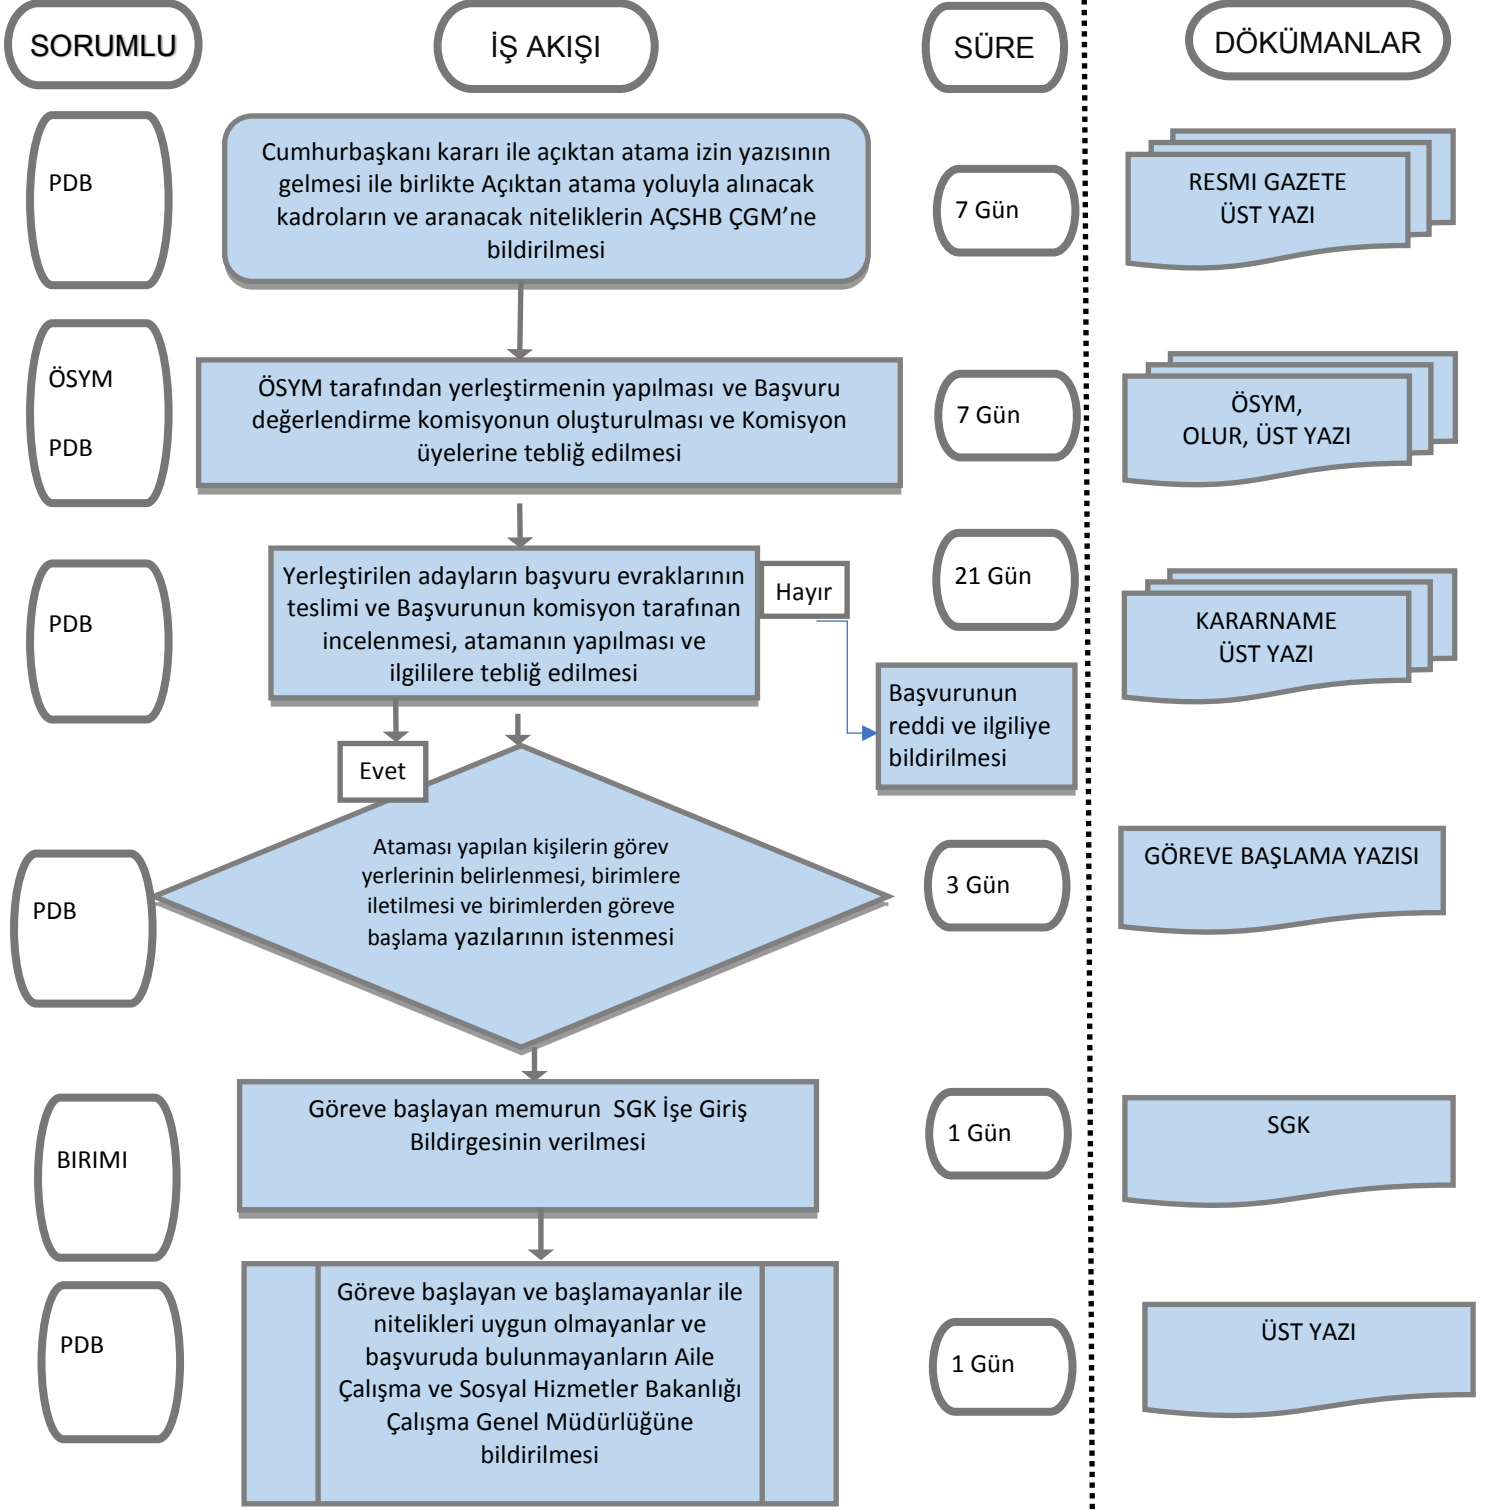 SORUMLU
İŞ AKIŞI
SÜRE
DÖKÜMANLAR
PDB
Cumhurbaşkanı kararı ile açıktan atama izin yazısının
gelmesi ile birlikte Açıktan atama yoluyla alınacak
kadroların ve aranacak niteliklerin AÇSHB ÇGM’ne
bildirilmesi
7 Gün
RESMI GAZETE
ÜST YAZI
ÖSYM
PDB
ÖSYM tarafından yerleştirmenin yapılması ve Başvuru
değerlendirme komisyonun oluşturulması ve Komisyon
üyelerine tebliğ edilmesi
7 Gün
ÖSYM,
OLUR, ÜST YAZI
PDB
Yerleştirilen adayların başvuru evraklarının
teslimi ve Başvurunun komisyon tarafınan
incelenmesi, atamanın yapılması ve
ilgililere tebliğ edilmesi
Hayır
21 Gün
KARARNAME
ÜST YAZI
Başvurunun
reddi ve ilgiliye
bildirilmesi
Evet
PDB
Ataması yapılan kişilerin görev
yerlerinin belirlenmesi, birimlere
iletilmesi ve birimlerden göreve
başlama yazılarının istenmesi
3 Gün
GÖREVE BAŞLAMA YAZISI
BIRIMI
Göreve başlayan memurun  SGK İşe Giriş
Bildirgesinin verilmesi
1 Gün
SGK
PDB
Göreve başlayan ve başlamayanlar ile
nitelikleri uygun olmayanlar ve
başvuruda bulunmayanların Aile
Çalışma ve Sosyal Hizmetler Bakanlığı
Çalışma Genel Müdürlüğüne
bildirilmesi
1 Gün
ÜST YAZI